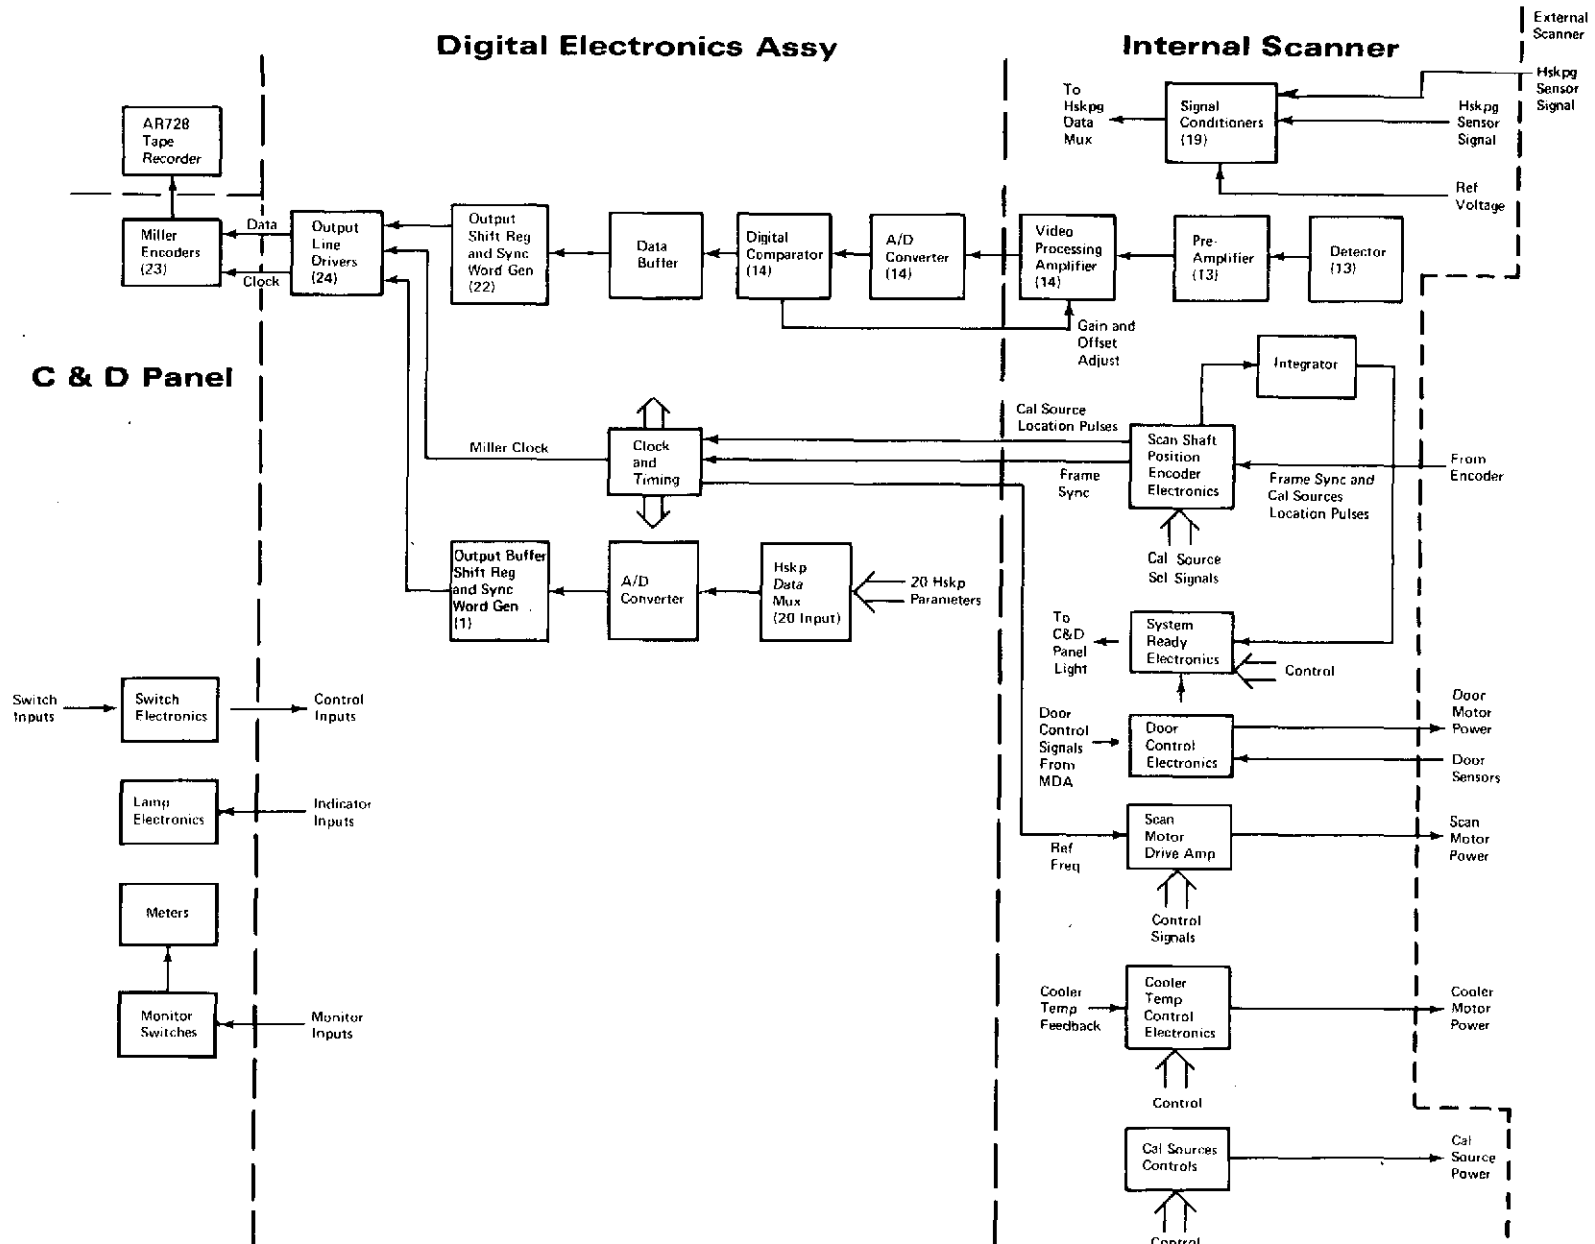 Digital Electronics Assy
Internal Scanner
External
Scanner
AR728
Tape
Recorder
To
Hskpg
Data
Mux
Signal
Conditioners
(19)
Hskpg
Sensor
Signal
Hskpg
Sensor
Signal
Ref
Voltage
Miller
Encoders
(23)
Data
Clock
Output
Line
Drivers
(24)
Output
Shift Reg
and Sync
Word Gen
(22)
Data
Buffer
Digital
Comparator
(14)
A/D
Converter
(14)
Video
Processing
Amplifier
(14)
Pre-
Amplifier
(13)
Detector
(13)
Gain and
Offset
Adjust
C & D Panel
Integrator
Miller Clock
Clock
and
Timing
Cal Source
Location Pulses
Frame
Sync
Scan Shaft
Position
Encoder
Electronics
From
Encoder
Frame Sync and
Cal Sources
Location Pulses
Cal Source
Sel Signals
Output Buffer
Shift Reg
and Sync
Word Gen
(1)
A/D
Converter
Hskp
Data
Mux
(20 Input)
20 Hskp
Parameters
To
C&D
Panel
Light
System
Ready
Electronics
Control
Switch
Inputs
Switch
Electronics
Control
Inputs
Door
Control
Signals
From
MDA
Door
Control
Electronics
Door
Motor
Power
Door
Sensors
Lamp
Electronics
Indicator
Inputs
Ref
Freq
Scan
Motor
Drive Amp
Scan
Motor
Power
Control
Signals
Meters
Monitor
Switches
Monitor
Inputs
Cooler
Temp
Feedback
Cooler
Temp
Control
Electronics
Cooler
Motor
Power
Control
Cal Sources
Controls
Cal
Source
Power
Control